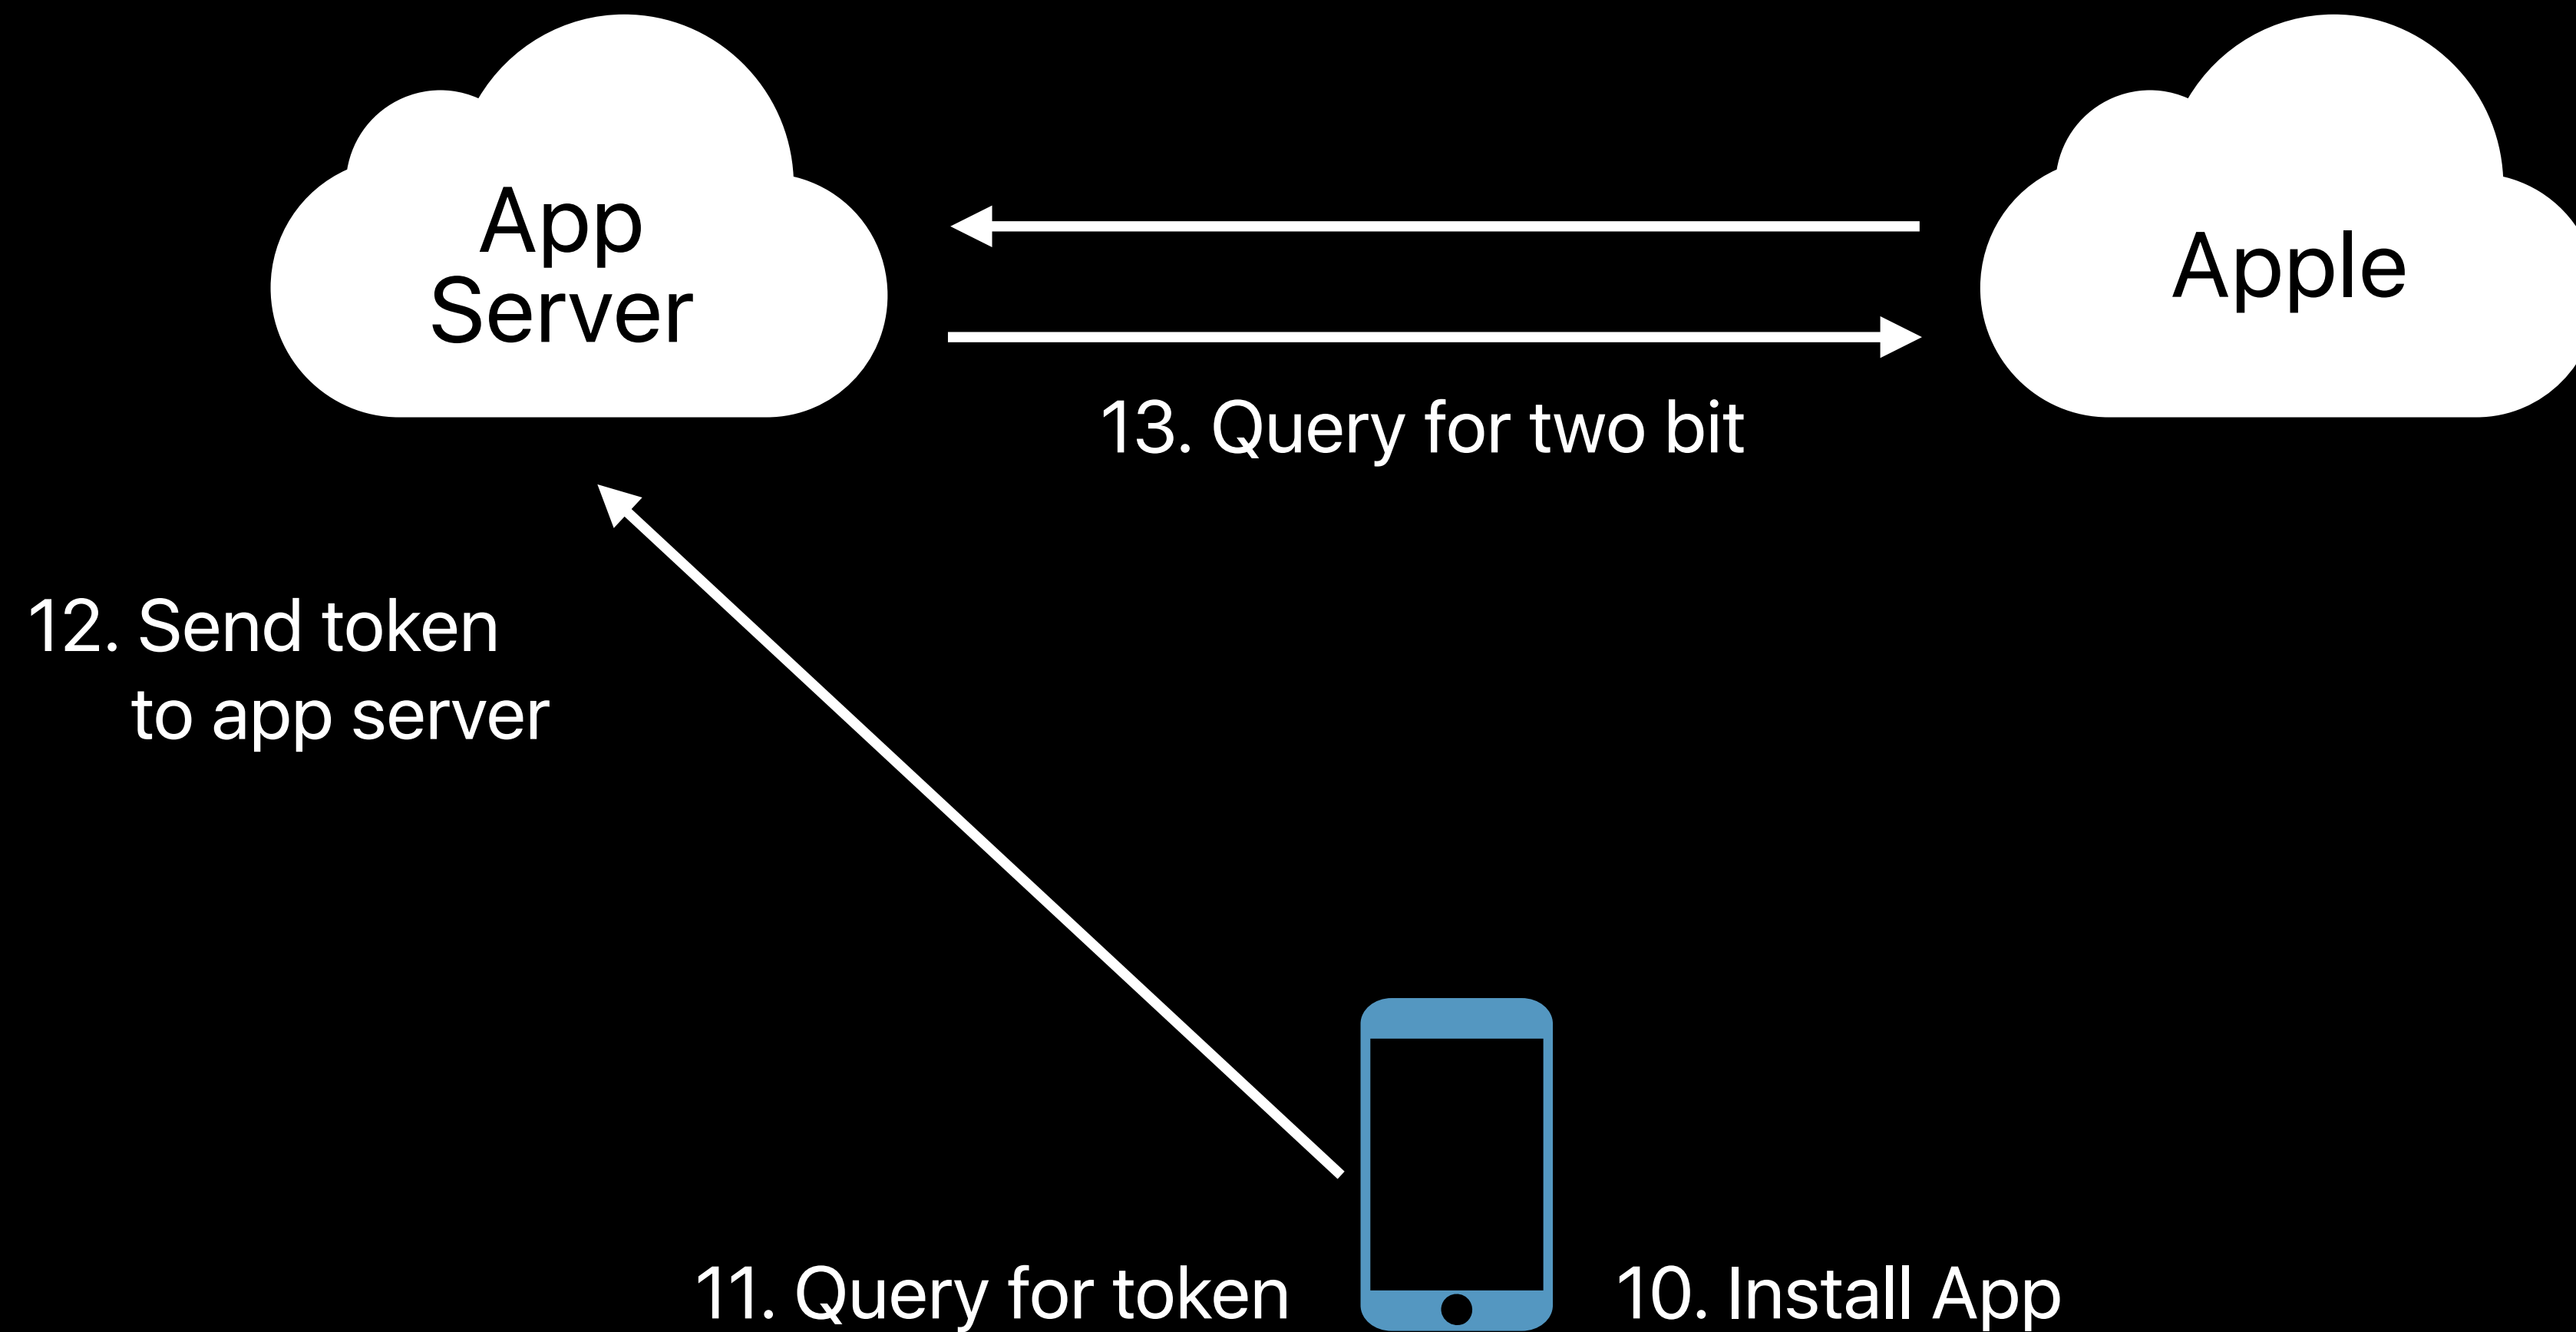 App
Server
Apple
13. Query for two bit
12. Send token
to app server
11. Query for token
10. Install App